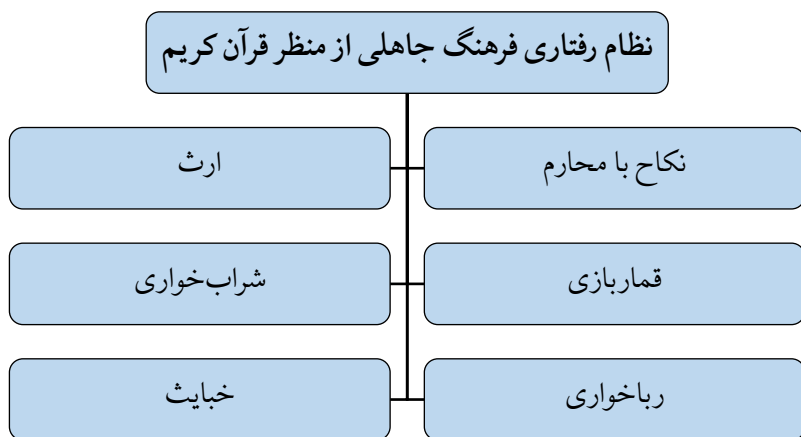 نظام رفتاری فرهنگ جاهلی از منظر قرآن کریم
نکاح با محارم
ارث
قماربازی
شراب‌خواری
رباخواری
خبایث